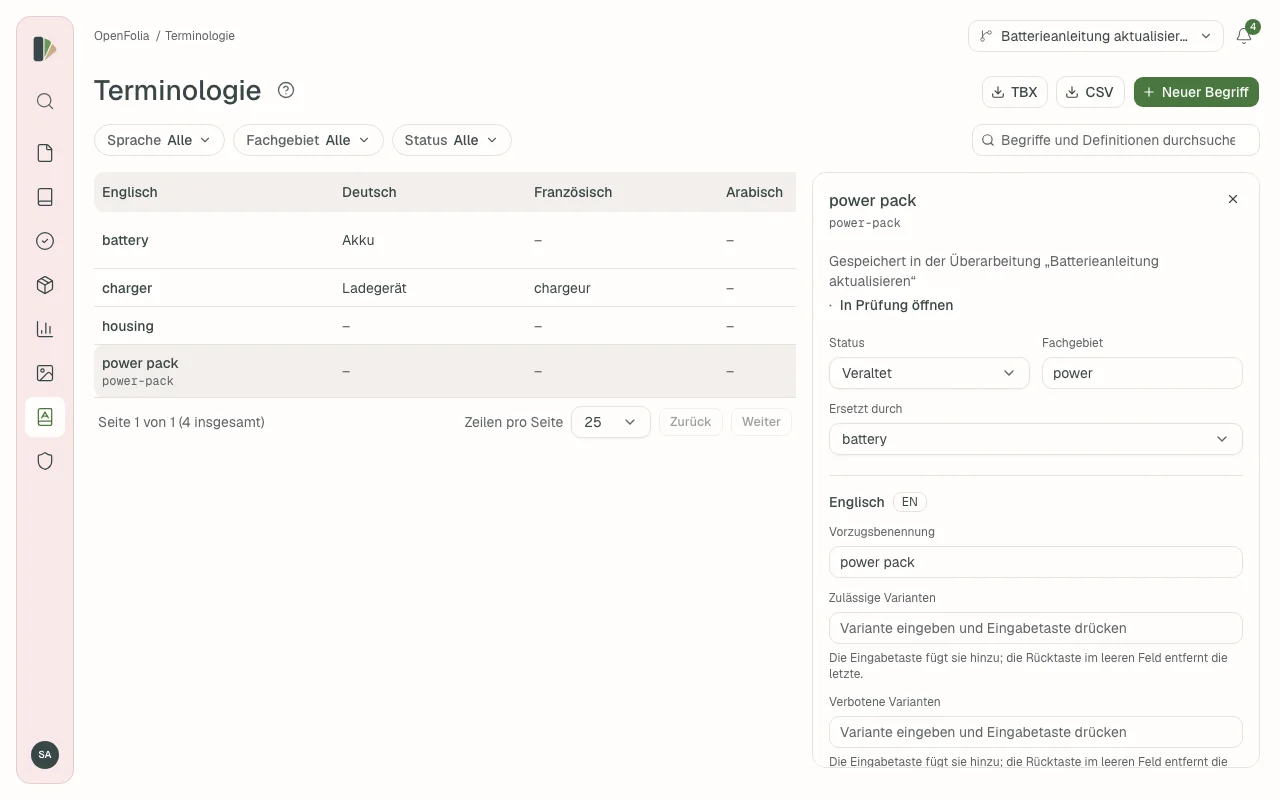 OpenFolia / Terminologie
Batterieanleitung aktualisier...
4
Terminologie
TBX
CSV
Neuer Begriff
Sprache Alle
Fachgebiet Alle
Status Alle
Begriffe und Definitionen durchsuche
Englisch Deutsch Französisch Arabisch
battery Akku – –
charger Ladegerät chargeur –
housing – – –
power pack – – –
power-pack
Seite 1 von 1 (4 insgesamt)
Zeilen pro Seite 25 Zurück Weiter
power pack
power-pack
Gespeichert in der Überarbeitung „Batterieanleitung
aktualisieren“
· In Prüfung öffnen
Status Fachgebiet
Veraltet power
Ersetzt durch
battery
Englisch EN
Vorzugsbenennung
power pack
Zulässige Varianten
Variante eingeben und Eingabetaste drücken
Die Eingabetaste fügt sie hinzu; die Rücktaste im leeren Feld entfernt die
letzte.
Verbotene Varianten
Variante eingeben und Eingabetaste drücken
Die Eingabetaste fügt sie hinzu; die Rücktaste im leeren Feld entfernt die
SA